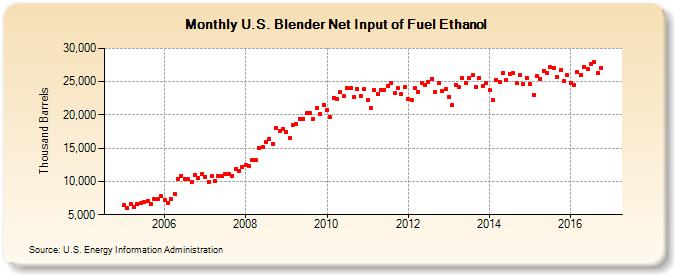 Monthly U.S. Blender Net Input of Fuel Ethanol
Thousand Barrels
30,000
25,000
20,000
15,000
10,000
5,000
2006 2008 2010 2012 2014 2016
Source: U.S. Energy Information Administration